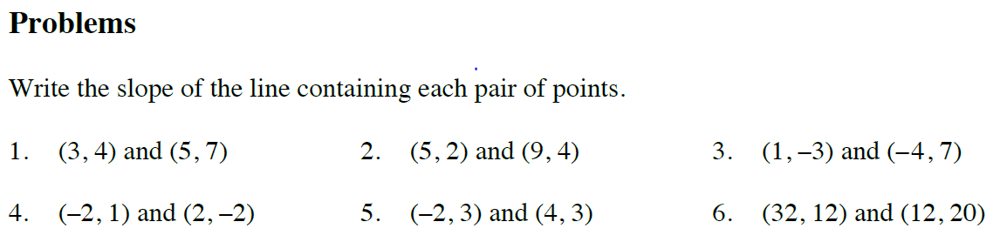 Problems
Write the slope of the line containing each pair of points.
1. (3, 4) and (5, 7) 2. (5, 2) and (9, 4) 3. (1, –3) and (–4, 7)
4. (–2, 1) and (2, –2) 5. (–2, 3) and (4, 3) 6. (32, 12) and (12, 20)